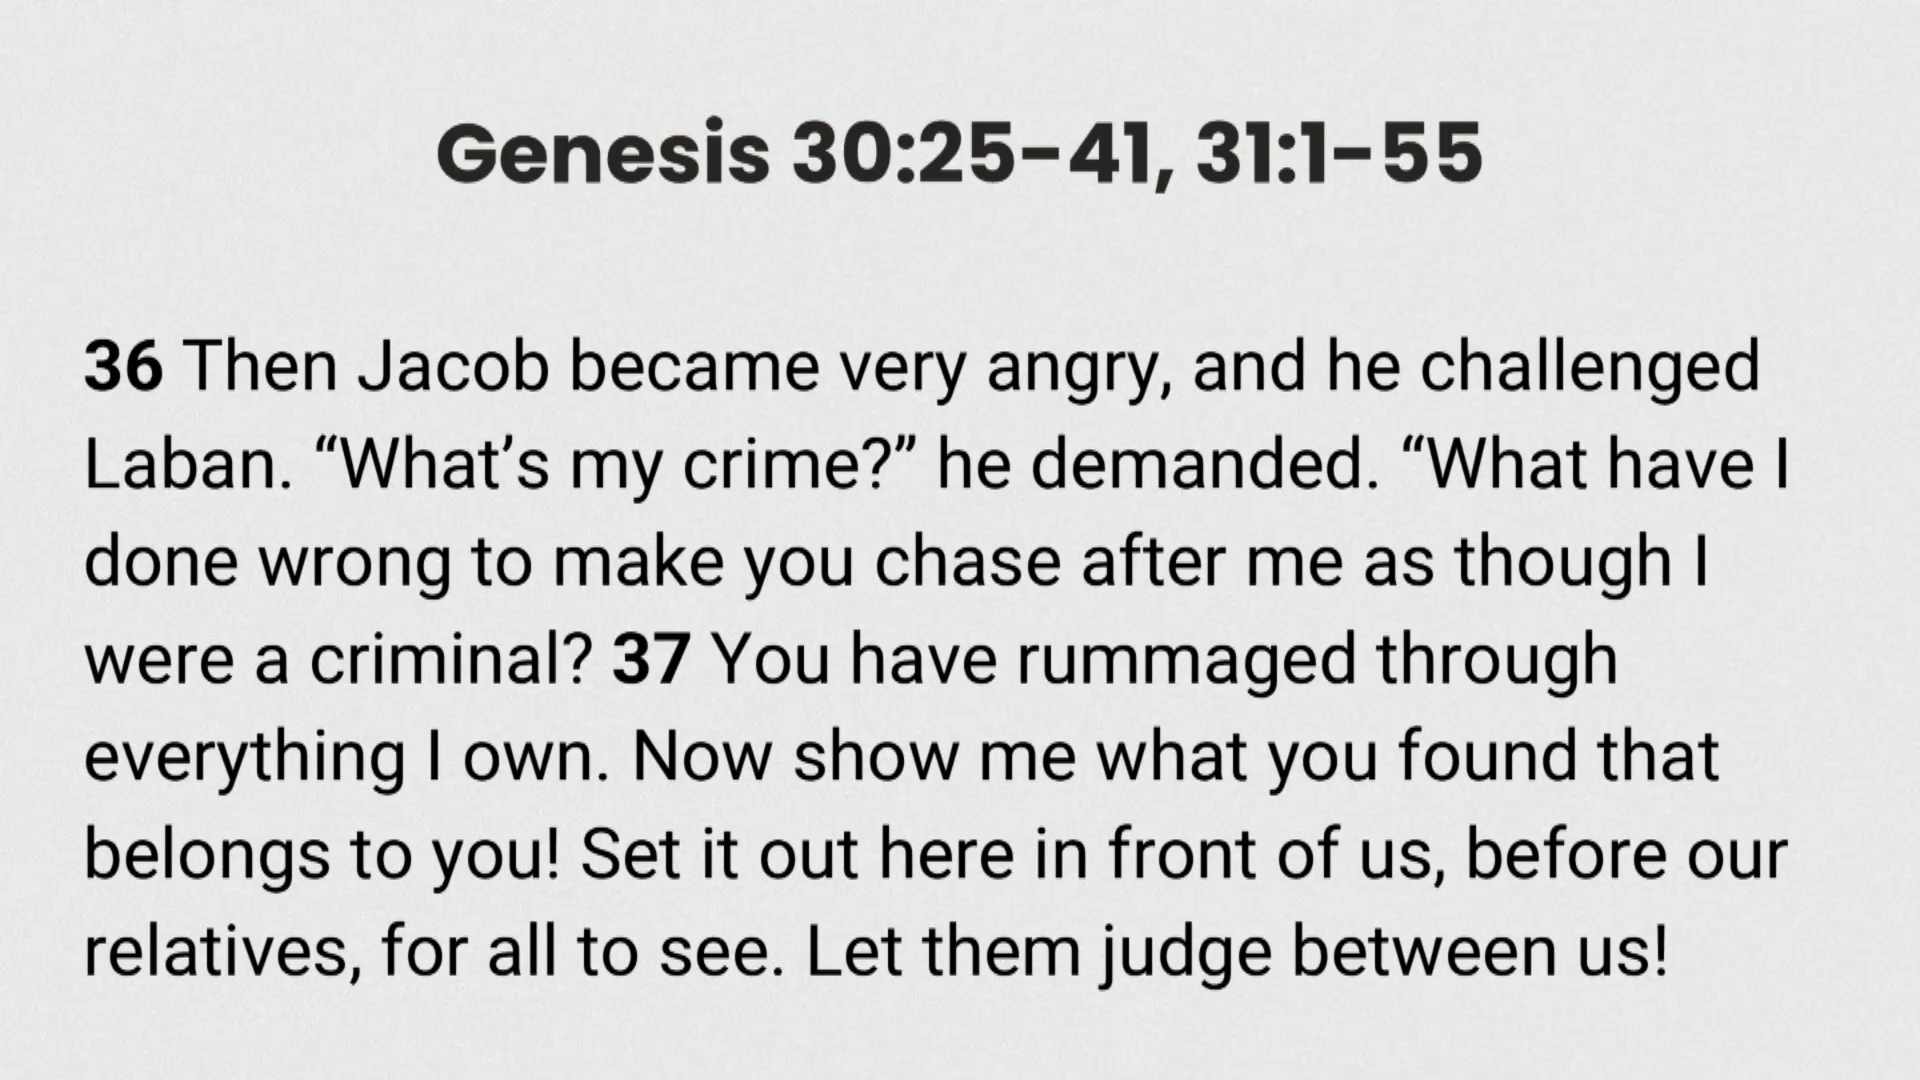 Genesis 30:25–41, 31:1–55
36 Then Jacob became very angry, and he challenged
Laban. “What’s my crime?” he demanded. “What have I
done wrong to make you chase after me as though I
were a criminal? 37 You have rummaged through
everything I own. Now show me what you found that
belongs to you! Set it out here in front of us, before our
relatives, for all to see. Let them judge between us!